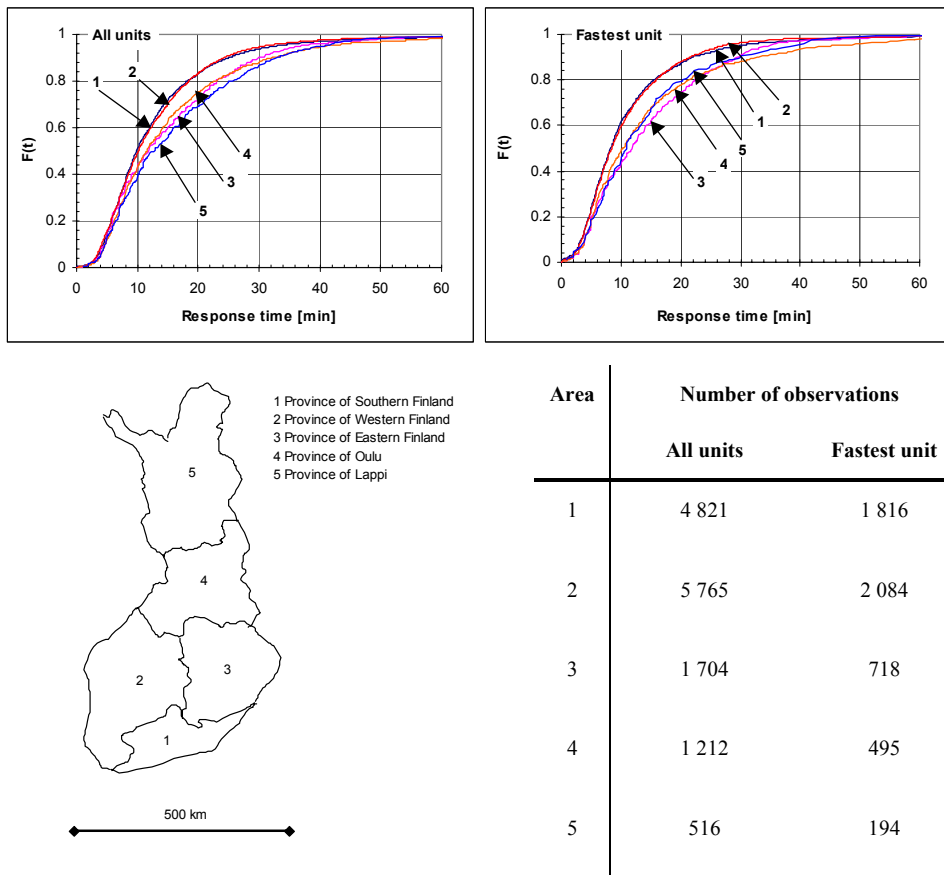 All units
1
0.8
0.6
0.4
0.2
0
F(t)
1
2
4
3
5
0 10 20 30 40 50 60
Response time [min]
Fastest unit
1
0.8
0.6
0.4
0.2
0
F(t)
2
1
5
4
3
0 10 20 30 40 50 60
Response time [min]
1 Province of Southern Finland
2 Province of Western Finland
3 Province of Eastern Finland
4 Province of Oulu
5 Province of Lappi
5
4
3
2
1
500 km
Area Number of observations
All units Fastest unit
1 4 821 1 816
2 5 765 2 084
3 1 704 718
4 1 212 495
5 516 194